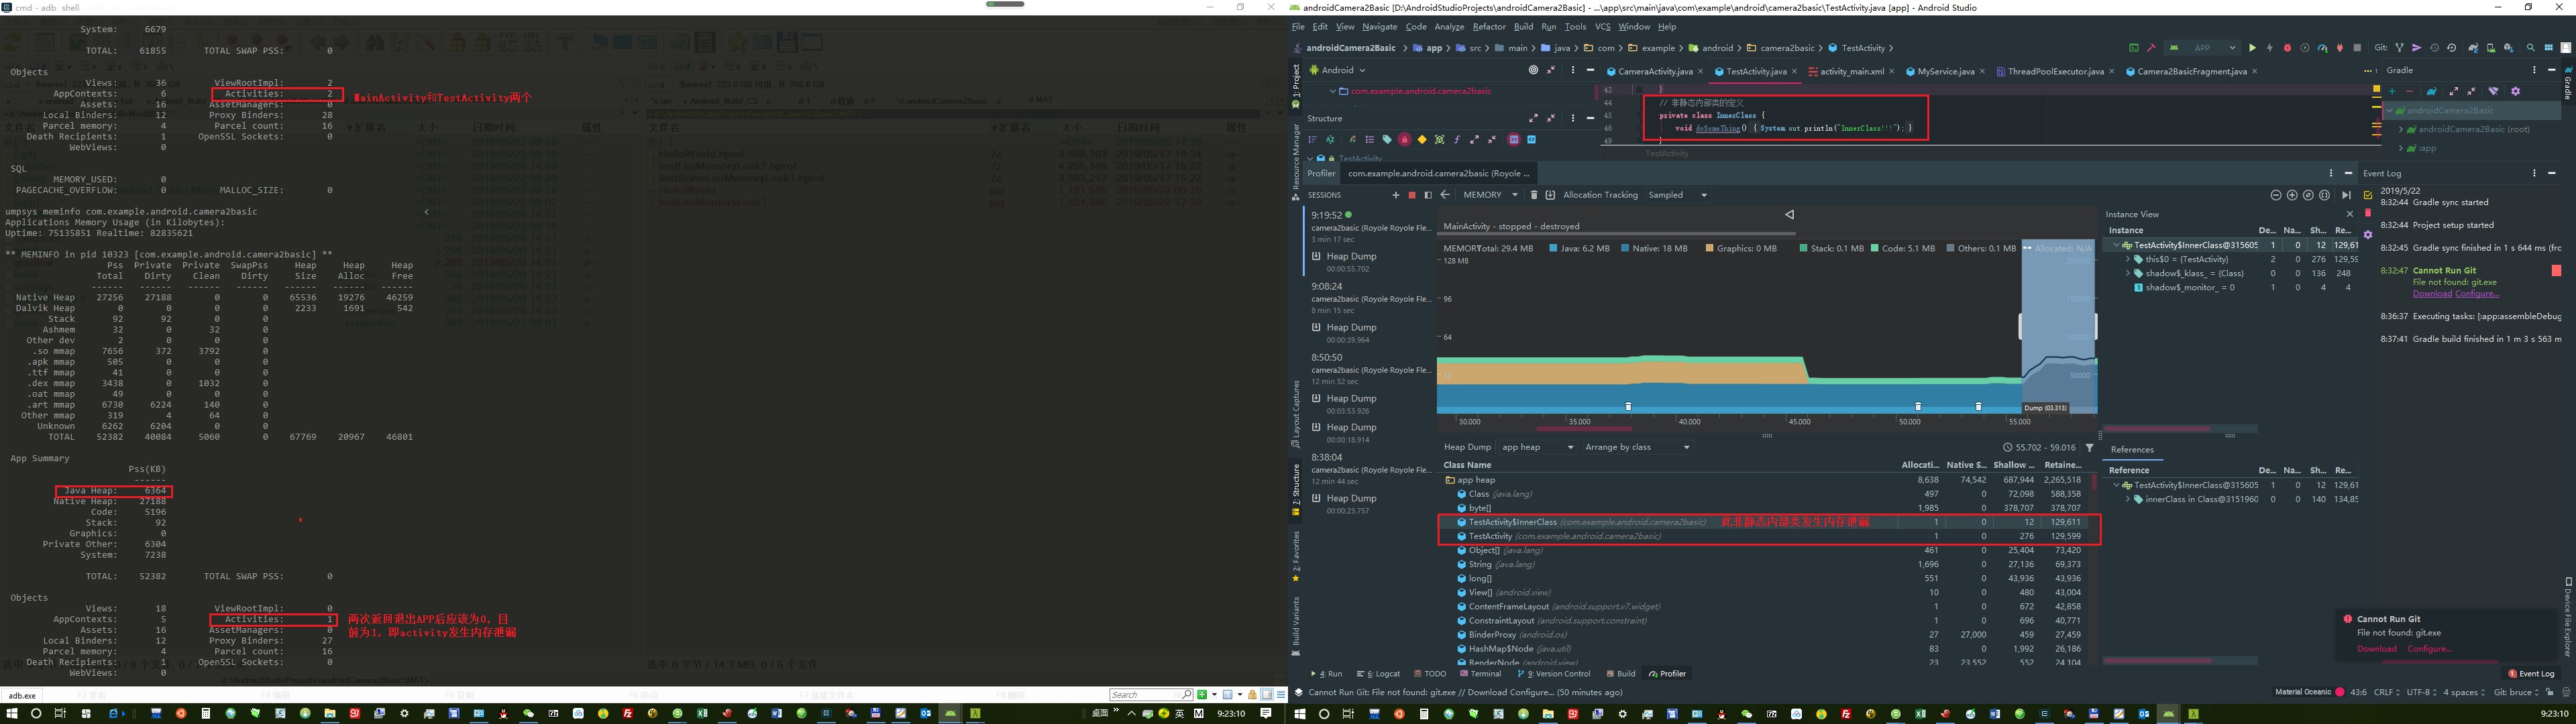 cmd - adb  shell
System:    6679
TOTAL:   61855       TOTAL SWAP PSS:        0
Objects
Views:       36         ViewRootImpl:        2
AppContexts:        6           Activities:        2
MainActivity和TestActivity两个
Assets:       16        AssetManagers:        0
Local Binders:       12        Proxy Binders:       28
Parcel memory:        4         Parcel count:       16
Death Recipients:        1      OpenSSL Sockets:        0
WebViews:        0
SQL
MEMORY_USED:        0
PAGECACHE_OVERFLOW:        0          MALLOC_SIZE:        0
umpsys meminfo com.example.android.camera2basic                              <
Applications Memory Usage (in Kilobytes):
Uptime: 75135851 Realtime: 82835621
** MEMINFO in pid 10323 [com.example.android.camera2basic] **
Pss  Private  Private  SwapPss     Heap     Heap     Heap
Total    Dirty    Clean    Dirty     Size    Alloc     Free
------   ------   ------   ------   ------   ------   ------
Native Heap    27256    27188        0        0    65536    19276    46259
Dalvik Heap        0        0        0        0     2233     1691      542
Stack       92       92        0        0
Ashmem       32        0       32        0
Other dev        2        0        0        0
.so mmap     7656      372     3792        0
.apk mmap      505        0        0        0
.ttf mmap       41        0        0        0
.dex mmap     3438        0     1032        0
.oat mmap       49        0        0        0
.art mmap     6730     6224      140        0
Other mmap      319        4       64        0
Unknown     6262     6204        0        0
TOTAL    52382    40084     5060        0    67769    20967    46801
App Summary
Pss(KB)
------
Java Heap:     6364
Native Heap:    27188
Code:     5196
Stack:       92
Graphics:        0
Private Other:     6304
System:     7238
TOTAL:    52382       TOTAL SWAP PSS:        0
Objects
Views:       18         ViewRootImpl:        0
AppContexts:        5           Activities:        1
两次返回退出APP后应该为0，目
前为1，即activity发生内存泄漏
Assets:       16        AssetManagers:        0
Local Binders:       12        Proxy Binders:       27
Parcel memory:        4         Parcel count:       16
Death Recipients:        1      OpenSSL Sockets:        0
WebViews:        0
adb.exe
Search
桌面
英
M
9:23:10
androidCamera2Basic [D:\AndroidStudioProjects\androidCamera2Basic] - ...\app\src\main\java\com\example\android\camera2basic\TestActivity.java [app] - Android Studio
File Edit View Navigate Code Analyze Refactor Build Run Tools VCS Window Help
androidCamera2Basic > app > src > main > java > com > example > android > camera2basic > TestActivity
APP
Git:
Android
CameraActivity.java TestActivity.java activity_main.xml MyService.java ThreadPoolExecutor.java Camera2BasicFragment.java
Gradle
com.example.android.camera2basic
Structure
TestActivity
43 }
44 // 非静态内部类的定义
45 private class InnerClass {
46 void doSomeThing() { System.out.println("InnerClass!!!"); }
49 }
TestActivity
androidCamera2Basic
androidCamera2Basic (root)
:app
Profiler com.example.android.camera2basic (Royole ...
SESSIONS
MEMORY
Allocation Tracking Sampled
9:19:52
camera2basic (Royole Royole Fle...
3 min 17 sec
Heap Dump
00:00:55.702
9:08:24
camera2basic (Royole Royole Fle...
8 min 15 sec
Heap Dump
00:00:39.964
8:50:50
camera2basic (Royole Royole Fle...
12 min 52 sec
Heap Dump
00:03:53.926
Heap Dump
00:00:18.914
8:38:04
camera2basic (Royole Royole Fle...
12 min 44 sec
Heap Dump
00:00:23.757
MainActivity - stopped - destroyed
MEMORY Total: 29.4 MB Java: 6.2 MB Native: 18 MB Graphics: 0 MB Stack: 0.1 MB Code: 5.1 MB Others: 0.1 MB Allocated: N/A
128 MB
96
64
150000
50000
Dump (03.313)
30.000 35.000 40.000 45.000 50.000 55.000
Heap Dump app heap Arrange by class 55.702 - 59.016
Class Name Allocati... Native S... Shallow ... Retaine...
app heap 8,638 74,542 687,944 2,265,518
Class (java.lang) 497 0 72,098 588,358
byte[] 1,985 0 378,707 378,707
TestActivity$InnerClass (com.example.android.camera2basic) 此非静态内部类发生内存泄漏 1 0 12 129,611
TestActivity (com.example.android.camera2basic) 1 0 276 129,599
Object[] (java.lang) 461 0 25,404 73,420
String (java.lang) 1,696 0 27,136 69,373
long[] 551 0 43,936 43,936
View[] (android.view) 10 0 480 43,004
ContentFrameLayout (android.support.v7.widget) 1 0 672 42,858
ConstraintLayout (android.support.constraint) 1 0 696 40,771
BinderProxy (android.os) 27 27,000 459 27,459
HashMap$Node (java.util) 83 0 1,992 26,186
RenderNode (android.view) 23 23,552 552 24,104
Instance View
Instance De... Na... Sh... Re...
TestActivity$InnerClass@315605 1 0 12 129,61
this$0 = {TestActivity} 2 0 276 129,59
shadow$_klass_ = {Class} 0 0 136 248
shadow$_monitor_ = 0 1 0 4 4
References
Reference De... Na... Sh... Re...
TestActivity$InnerClass@315605 1 0 12 129,61
innerClass in Class@3151960 0 0 140 134,85
Event Log
2019/5/22
8:32:44 Gradle sync started
8:32:44 Project setup started
8:32:45 Gradle sync finished in 1 s 644 ms (frc
8:32:47 Cannot Run Git
File not found: git.exe
Download Configure...
8:36:37 Executing tasks: [:app:assembleDebug
8:37:41 Gradle build finished in 1 m 3 s 563 m
Cannot Run Git
File not found: git.exe
Download Configure...
1: Project
Resource Manager
Layout Captures
7: Structure
2: Favorites
Build Variants
Gradle
Device File Explorer
4: Run 6: Logcat TODO Terminal 9: Version Control Build Profiler
1 Event Log
Cannot Run Git: File not found: git.exe // Download Configure... (50 minutes ago)
Material Oceanic 43:6 CRLF UTF-8 4 spaces Git: bruce
9:23:10